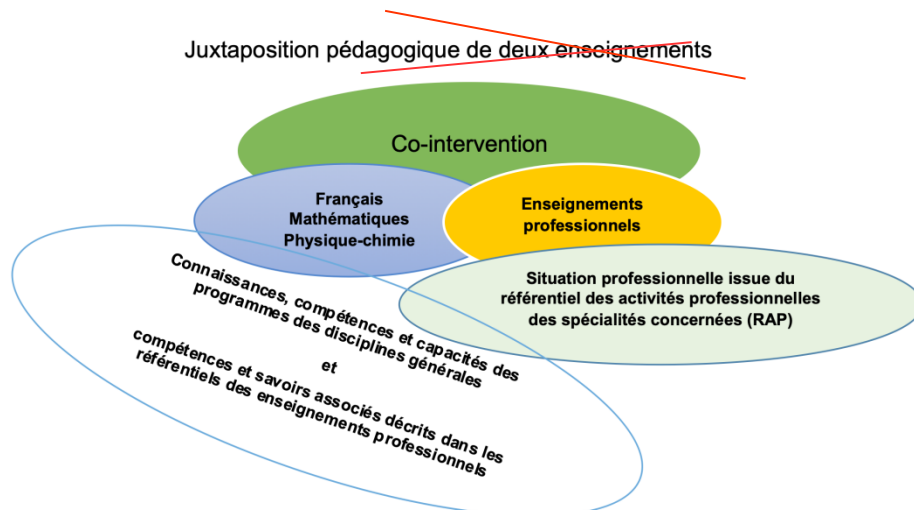 Juxtaposition pédagogique de deux enseignements
Co-intervention
Français
Mathématiques
Physique-chimie
Enseignements
professionnels
Situation professionnelle issue du
référentiel des activités professionnelles
des spécialités concernées (RAP)
Connaissances, compétences et capacités des
programmes des disciplines générales
et
compétences et savoirs associés décrits dans les
référentiels des enseignements professionnels